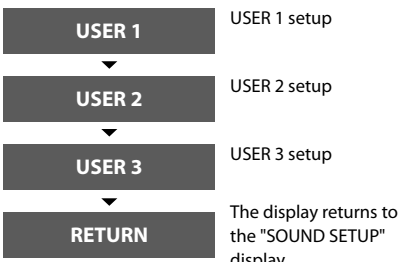 USER 1
USER 1 setup
USER 2
USER 2 setup
USER 3
USER 3 setup
RETURN
The display returns to
the "SOUND SETUP"
display